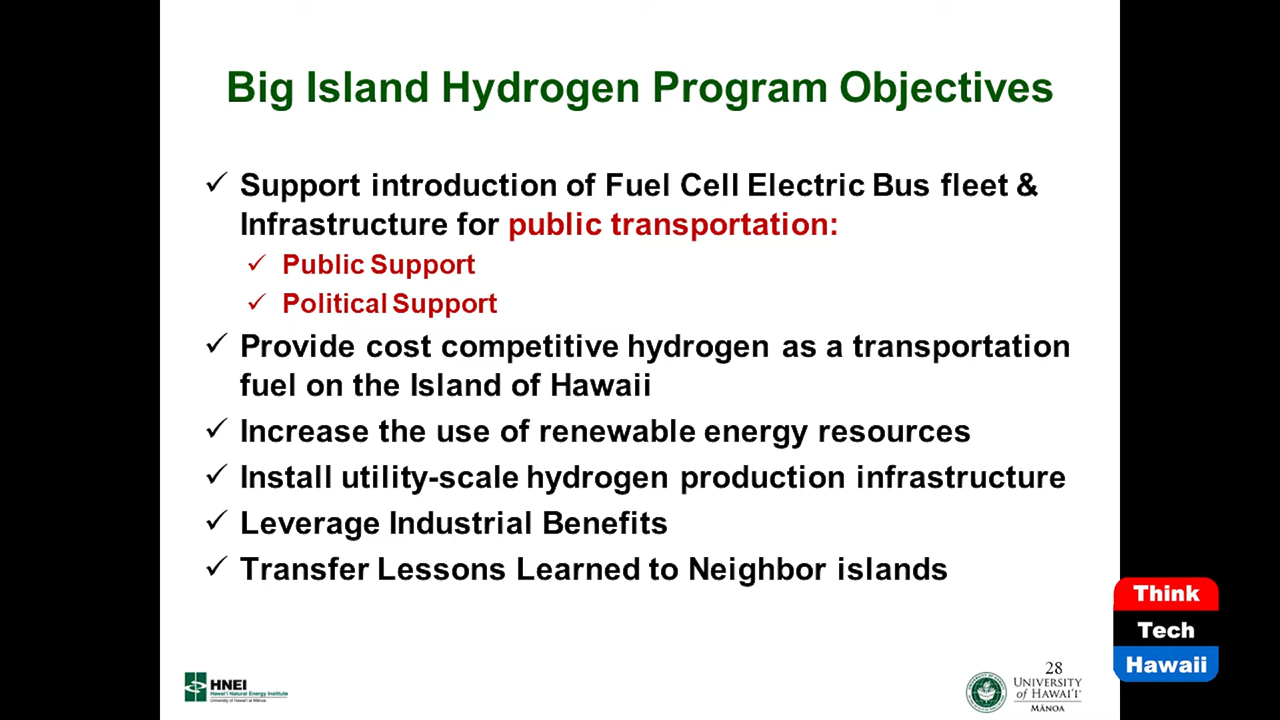 Big Island Hydrogen Program Objectives
✓ Support introduction of Fuel Cell Electric Bus fleet &
Infrastructure for public transportation:
✓ Public Support
✓ Political Support
✓ Provide cost competitive hydrogen as a transportation
fuel on the Island of Hawaii
✓ Increase the use of renewable energy resources
✓ Install utility-scale hydrogen production infrastructure
✓ Leverage Industrial Benefits
✓ Transfer Lessons Learned to Neighbor islands
Think
Tech
Hawaii
HNEI
Hawai'i Natural Energy Institute
University of Hawai'i at Mānoa
28
UNIVERSITY
of HAWAI'I
MĀNOA